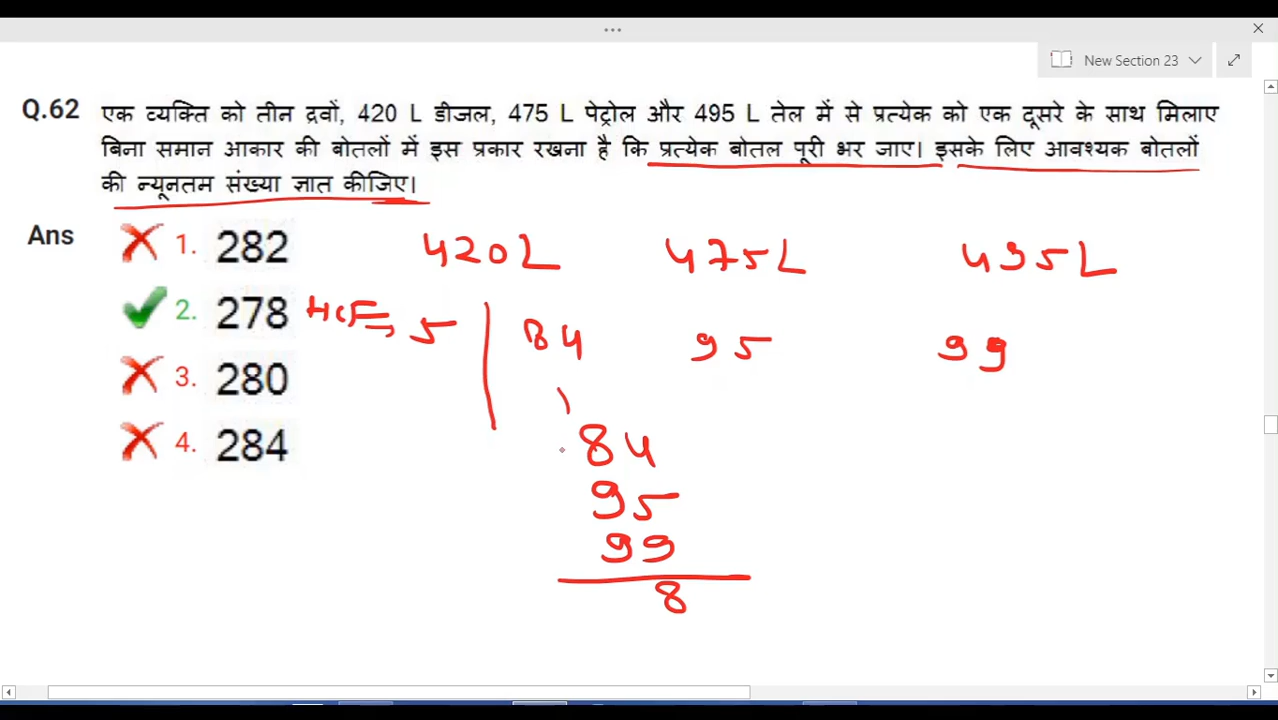 New Section 23
Q.62 एक व्यक्ति को तीन द्रवों, 420 L डीजल, 475 L पेट्रोल और 495 L तेल में से प्रत्येक को एक दूसरे के साथ मिलाए
बिना समान आकार की बोतलों में इस प्रकार रखना है कि प्रत्येक बोतल पूरी भर जाए। इसके लिए आवश्यक बोतलों
की न्यूनतम संख्या ज्ञात कीजिए।
Ans 1. 282 420L 475L 495L
2. 278 HCF = 5 84 95 99
3. 280
4. 284 84
95
99
8